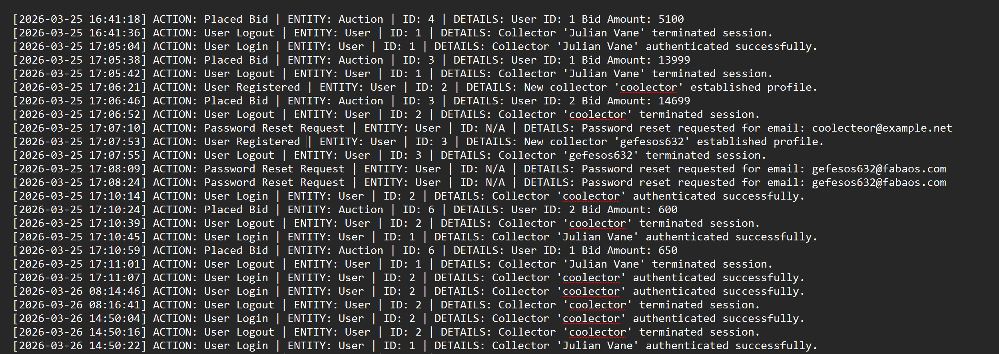 [2026-03-25 16:41:18] ACTION: Placed Bid | ENTITY: Auction | ID: 4 | DETAILS: User ID: 1 Bid Amount: 5100
[2026-03-25 16:41:36] ACTION: User Logout | ENTITY: User | ID: 1 | DETAILS: Collector 'Julian Vane' terminated session.
[2026-03-25 17:05:04] ACTION: User Login | ENTITY: User | ID: 1 | DETAILS: Collector 'Julian Vane' authenticated successfully.
[2026-03-25 17:05:38] ACTION: Placed Bid | ENTITY: Auction | ID: 3 | DETAILS: User ID: 1 Bid Amount: 13999
[2026-03-25 17:05:42] ACTION: User Logout | ENTITY: User | ID: 1 | DETAILS: Collector 'Julian Vane' terminated session.
[2026-03-25 17:06:21] ACTION: User Registered | ENTITY: User | ID: 2 | DETAILS: New collector 'coolector' established profile.
[2026-03-25 17:06:46] ACTION: Placed Bid | ENTITY: Auction | ID: 3 | DETAILS: User ID: 2 Bid Amount: 14699
[2026-03-25 17:06:52] ACTION: User Logout | ENTITY: User | ID: 2 | DETAILS: Collector 'coolector' terminated session.
[2026-03-25 17:07:10] ACTION: Password Reset Request | ENTITY: User | ID: N/A | DETAILS: Password reset requested for email: coolecteor@example.net
[2026-03-25 17:07:53] ACTION: User Registered | ENTITY: User | ID: 3 | DETAILS: New collector 'gefesos632' established profile.
[2026-03-25 17:07:55] ACTION: User Logout | ENTITY: User | ID: 3 | DETAILS: Collector 'gefesos632' terminated session.
[2026-03-25 17:08:09] ACTION: Password Reset Request | ENTITY: User | ID: N/A | DETAILS: Password reset requested for email: gefesos632@fabaos.com
[2026-03-25 17:08:24] ACTION: Password Reset Request | ENTITY: User | ID: N/A | DETAILS: Password reset requested for email: gefesos632@fabaos.com
[2026-03-25 17:10:14] ACTION: User Login | ENTITY: User | ID: 2 | DETAILS: Collector 'coolector' authenticated successfully.
[2026-03-25 17:10:24] ACTION: Placed Bid | ENTITY: Auction | ID: 6 | DETAILS: User ID: 2 Bid Amount: 600
[2026-03-25 17:10:39] ACTION: User Logout | ENTITY: User | ID: 2 | DETAILS: Collector 'coolector' terminated session.
[2026-03-25 17:10:45] ACTION: User Login | ENTITY: User | ID: 1 | DETAILS: Collector 'Julian Vane' authenticated successfully.
[2026-03-25 17:10:59] ACTION: Placed Bid | ENTITY: Auction | ID: 6 | DETAILS: User ID: 1 Bid Amount: 650
[2026-03-25 17:11:01] ACTION: User Logout | ENTITY: User | ID: 1 | DETAILS: Collector 'Julian Vane' terminated session.
[2026-03-25 17:11:07] ACTION: User Login | ENTITY: User | ID: 2 | DETAILS: Collector 'coolector' authenticated successfully.
[2026-03-26 08:14:46] ACTION: User Login | ENTITY: User | ID: 2 | DETAILS: Collector 'coolector' authenticated successfully.
[2026-03-26 08:16:41] ACTION: User Logout | ENTITY: User | ID: 2 | DETAILS: Collector 'coolector' terminated session.
[2026-03-26 14:50:04] ACTION: User Login | ENTITY: User | ID: 2 | DETAILS: Collector 'coolector' authenticated successfully.
[2026-03-26 14:50:16] ACTION: User Logout | ENTITY: User | ID: 2 | DETAILS: Collector 'coolector' terminated session.
[2026-03-26 14:50:22] ACTION: User Login | ENTITY: User | ID: 1 | DETAILS: Collector 'Julian Vane' authenticated successfully.